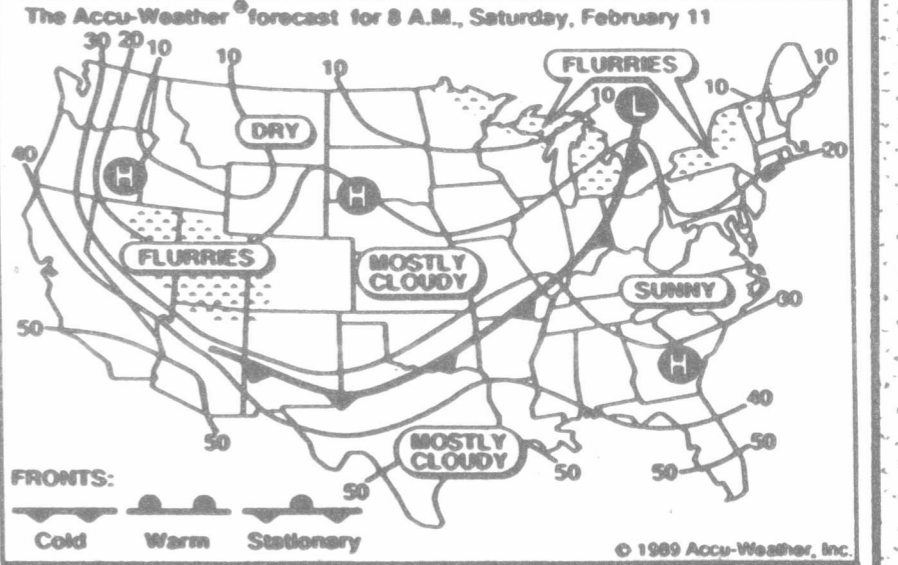 The Accu-Weather ® forecast for 8 A.M., Saturday, February 11
30 20 10
10
10
FLURRIES
10
10
10
L
DRY
40
H
H
20
FLURRIES
MOSTLY
CLOUDY
SUNNY
30
50
H
50
40
MOSTLY
CLOUDY
50
50
50
50
FRONTS:
Cold
Warm
Stationary
© 1989 Accu-Weather, Inc.